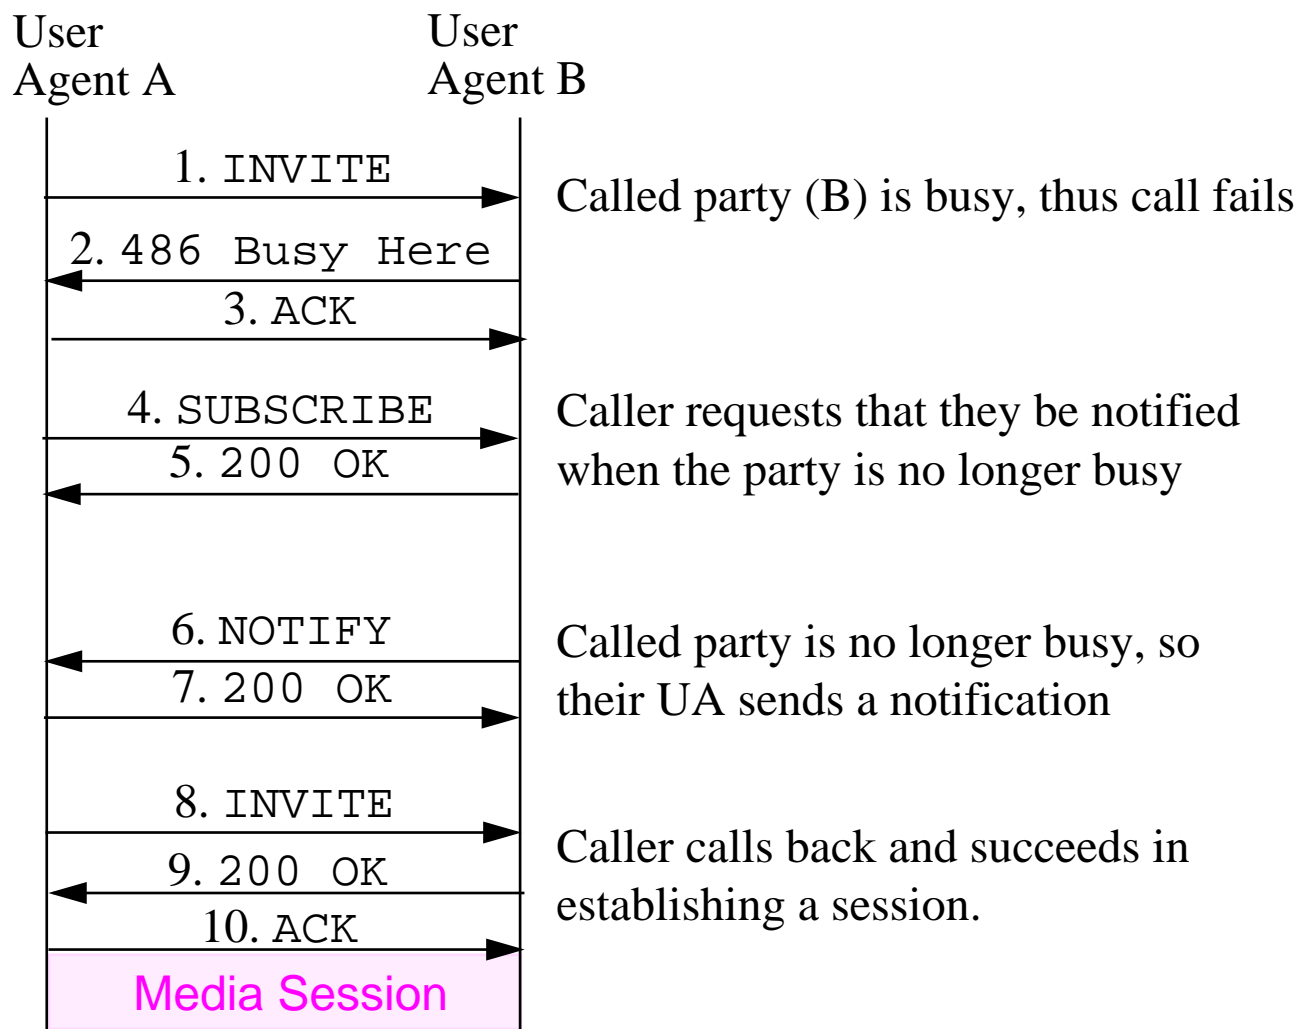 User
Agent A
User
Agent B
1. INVITE
Called party (B) is busy, thus call fails
2. 486 Busy Here
3. ACK
4. SUBSCRIBE
Caller requests that they be notified
when the party is no longer busy
5. 200 OK
6. NOTIFY
Called party is no longer busy, so
their UA sends a notification
7. 200 OK
8. INVITE
Caller calls back and succeeds in
establishing a session.
9. 200 OK
10. ACK
Media Session